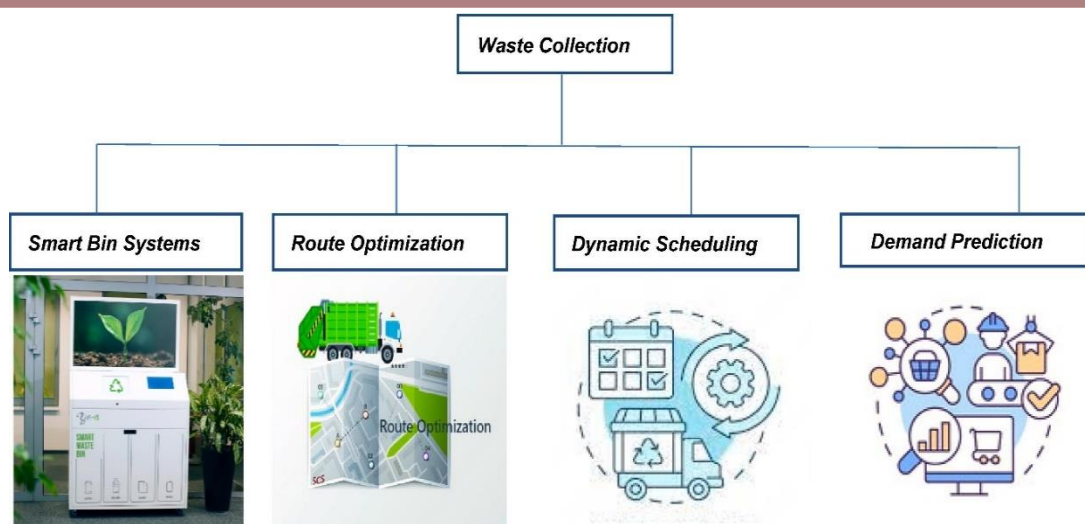 Waste Collection
Smart Bin Systems
Route Optimization
Dynamic Scheduling
Demand Prediction
SMART
WASTE
BIN
Route Optimization
SCS